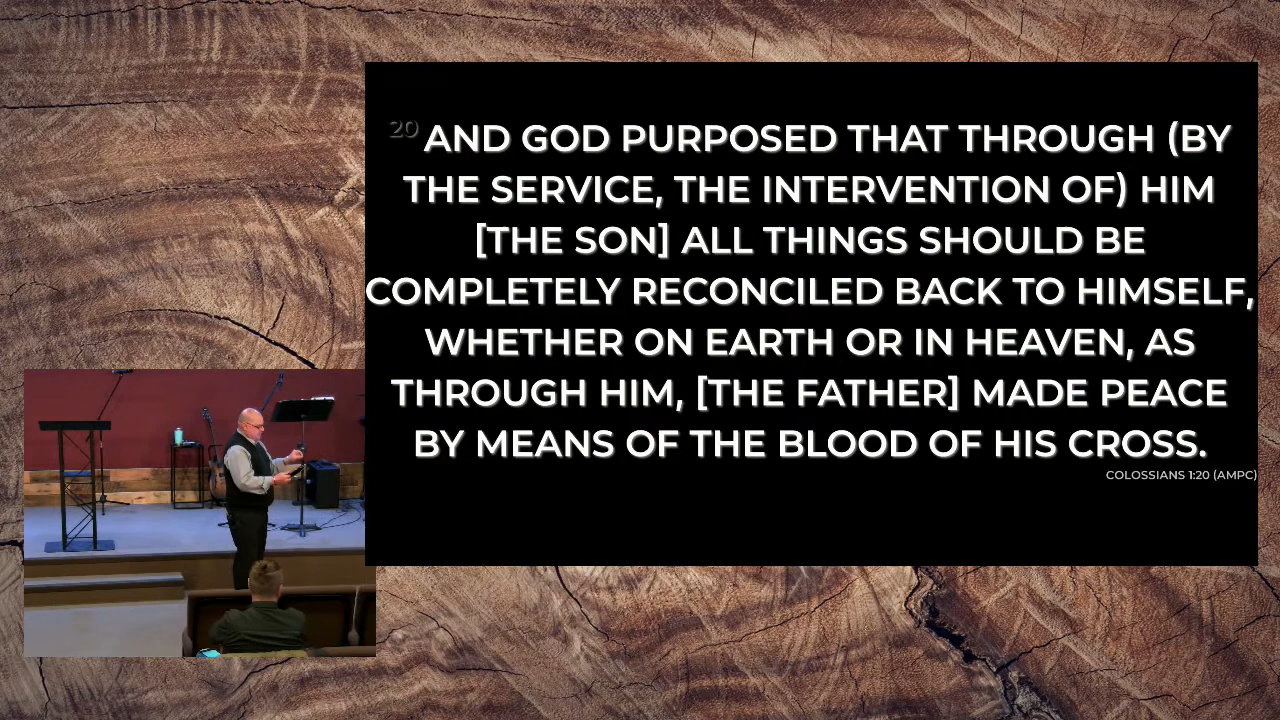 20 AND GOD PURPOSED THAT THROUGH (BY
THE SERVICE, THE INTERVENTION OF) HIM
[THE SON] ALL THINGS SHOULD BE
COMPLETELY RECONCILED BACK TO HIMSELF,
WHETHER ON EARTH OR IN HEAVEN, AS
THROUGH HIM, [THE FATHER] MADE PEACE
BY MEANS OF THE BLOOD OF HIS CROSS.
COLOSSIANS 1:20 (AMPC)